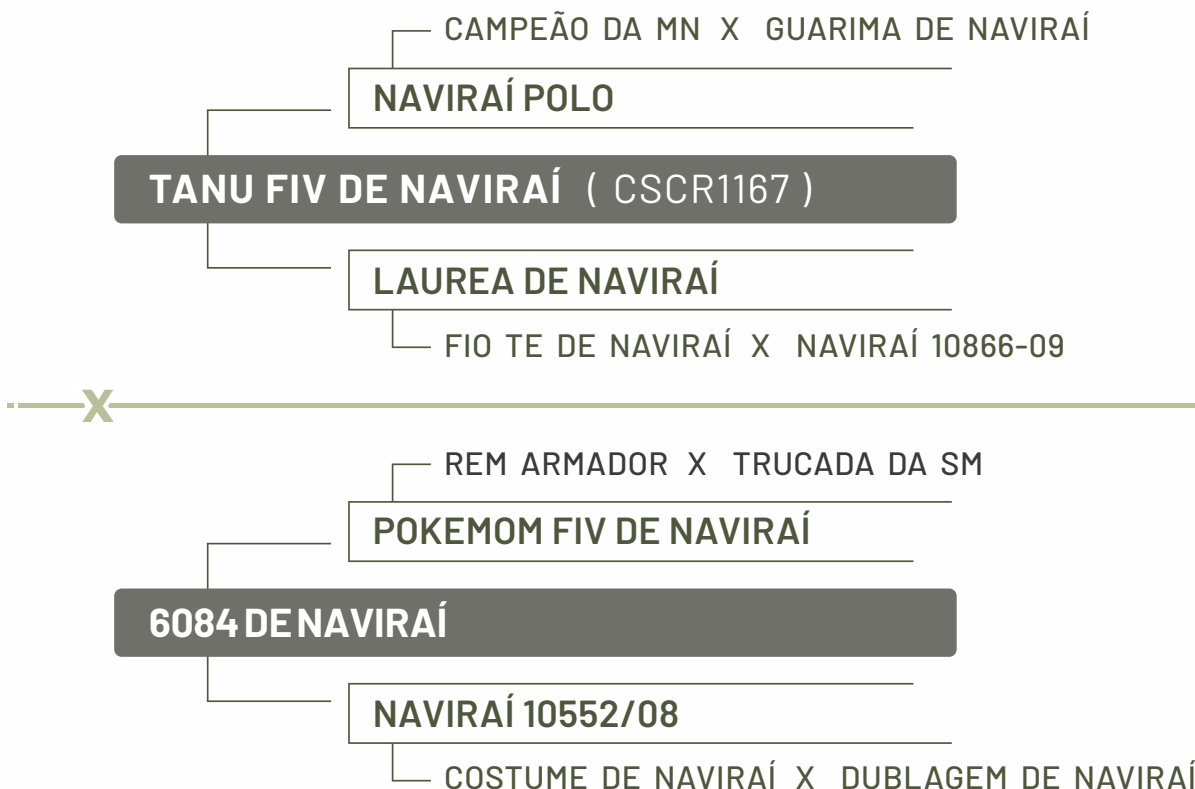 CAMPEÃO DA MN X GUARIMA DE NAVIRAÍ
NAVIRAÍ POLO
TANU FIV DE NAVIRAÍ ( CSCR1167 )
LAUREA DE NAVIRAÍ
FIO TE DE NAVIRAÍ X NAVIRAÍ 10866-09
X
REM ARMADOR X TRUCADA DA SM
POKEMOM FIV DE NAVIRAÍ
6084 DE NAVIRAÍ
NAVIRAÍ 10552/08
COSTUME DE NAVIRAÍ X DUBLAGEM DE NAVIRAÍ